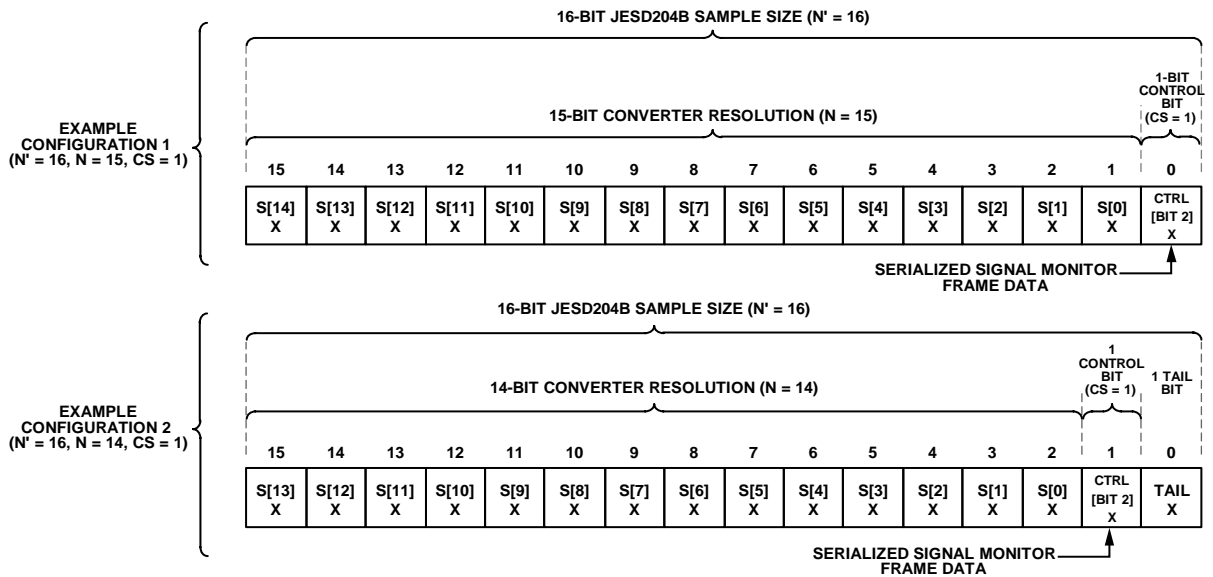 16-BIT JESD204B SAMPLE SIZE (N' = 16)
1-BIT
CONTROL
BIT
(CS = 1)
15-BIT CONVERTER RESOLUTION (N = 15)
EXAMPLE
CONFIGURATION 1
(N' = 16, N = 15, CS = 1)
15 14 13 12 11 10 9 8 7 6 5 4 3 2 1 0
S[14] S[13] S[12] S[11] S[10] S[9] S[8] S[7] S[6] S[5] S[4] S[3] S[2] S[1] S[0] CTRL
[BIT 2]
X X X X X X X X X X X X X X X X
SERIALIZED SIGNAL MONITOR
FRAME DATA
16-BIT JESD204B SAMPLE SIZE (N' = 16)
1
CONTROL
BIT
(CS = 1)
1 TAIL
BIT
14-BIT CONVERTER RESOLUTION (N = 14)
EXAMPLE
CONFIGURATION 2
(N' = 16, N = 14, CS = 1)
15 14 13 12 11 10 9 8 7 6 5 4 3 2 1 0
S[13] S[12] S[11] S[10] S[9] S[8] S[7] S[6] S[5] S[4] S[3] S[2] S[1] S[0] CTRL TAIL
[BIT 2]
X X X X X X X X X X X X X X X X
SERIALIZED SIGNAL MONITOR
FRAME DATA